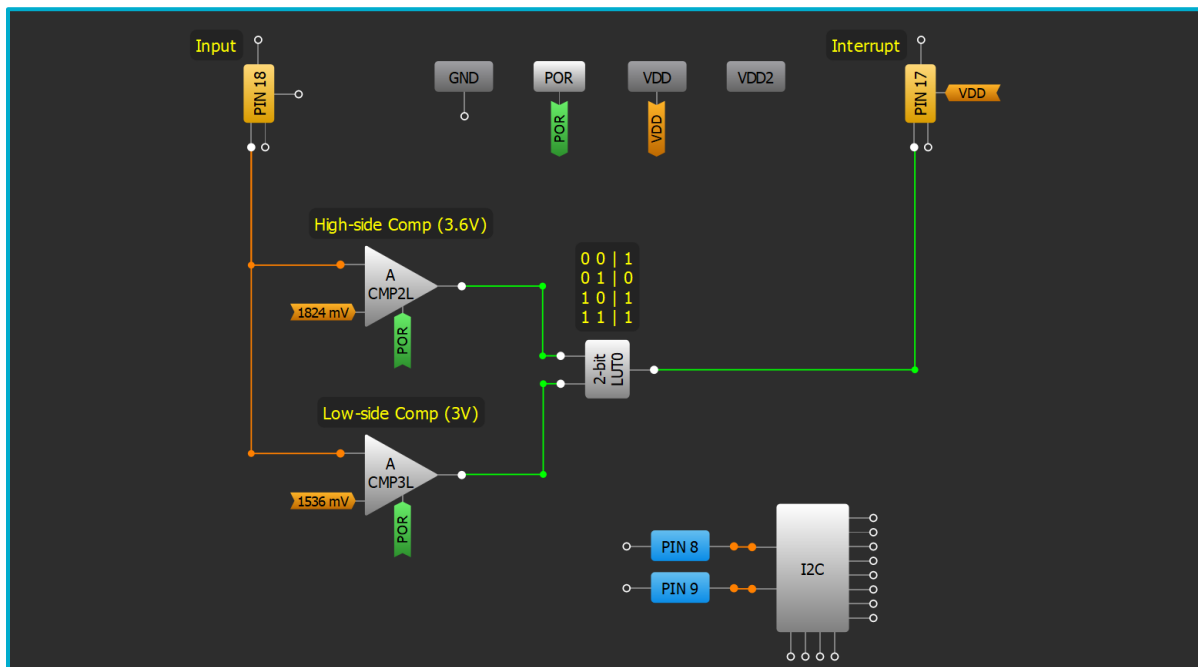 Input
Interrupt
PIN 18
GND
POR
VDD
VDD2
PIN 17
VDD
POR
VDD
High-side Comp (3.6V)
A
CMP2L
1824 mV
POR
0 0 | 1
0 1 | 0
1 0 | 1
1 1 | 1
2-bit
LUT0
Low-side Comp (3V)
A
CMP3L
1536 mV
POR
PIN 8
PIN 9
I2C